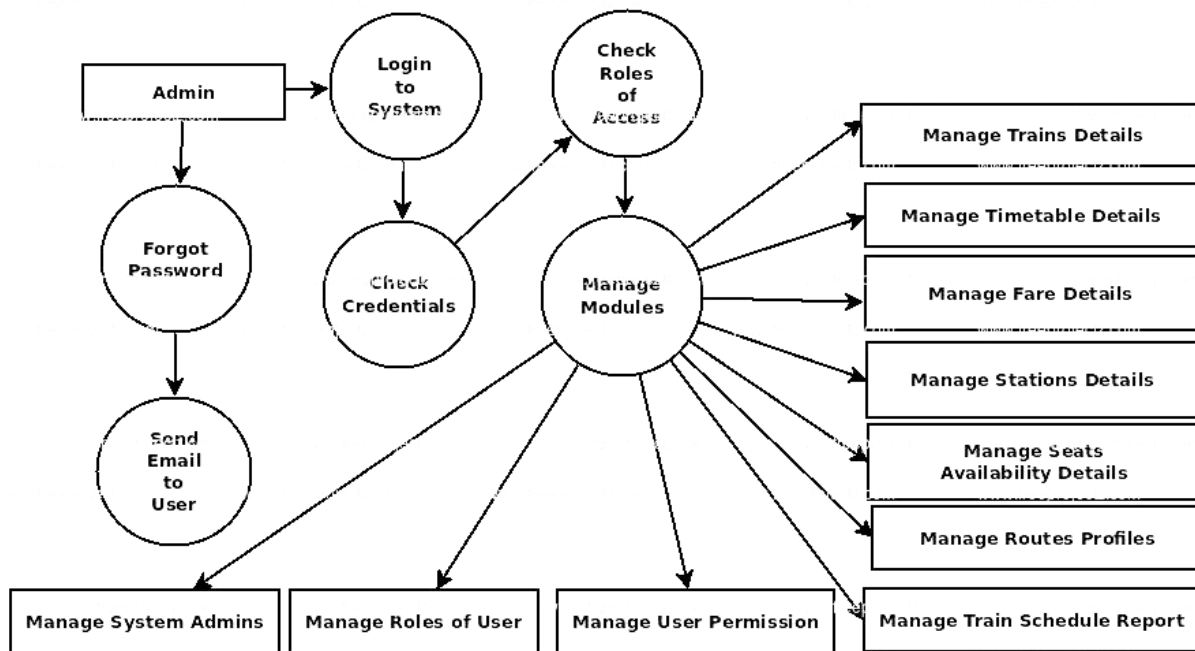 Admin
Login
to
System
Check
Roles
of
Access
Manage Trains Details
Manage Timetable Details
Forgot
Password
Check
Credentials
Manage
Modules
Manage Fare Details
Manage Stations Details
Send
Email
to
User
Manage Seats
Availability Details
Manage Routes Profiles
Manage System Admins
Manage Roles of User
Manage User Permission
Manage Train Schedule Report